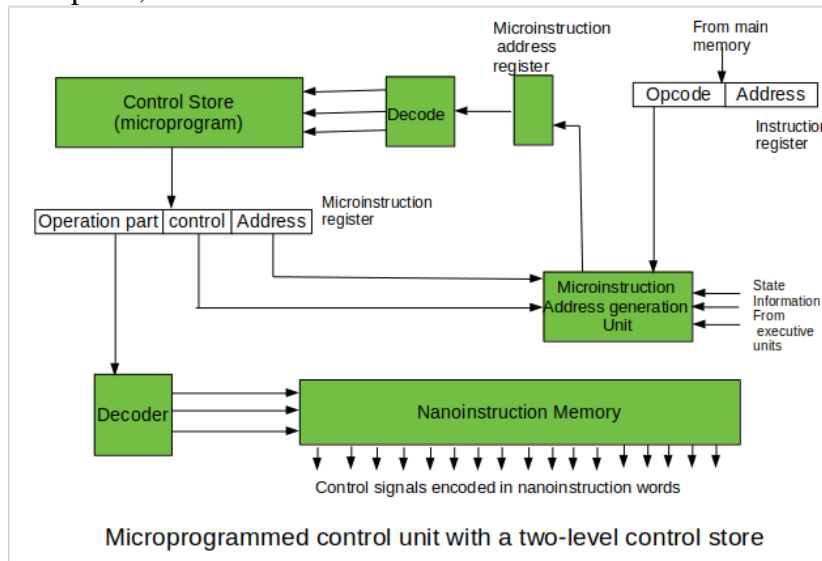 Microinstruction
address
register
From main
memory
Opcode Address
Instruction
register
Control Store
(microprogram)
Decode
Operation part control Address
Microinstruction
register
Microinstruction
Address generation
Unit
State
Information
From
executive
units
Decoder
Nanoinstruction Memory
Control signals encoded in nanoinstruction words
Microprogrammed control unit with a two-level control store